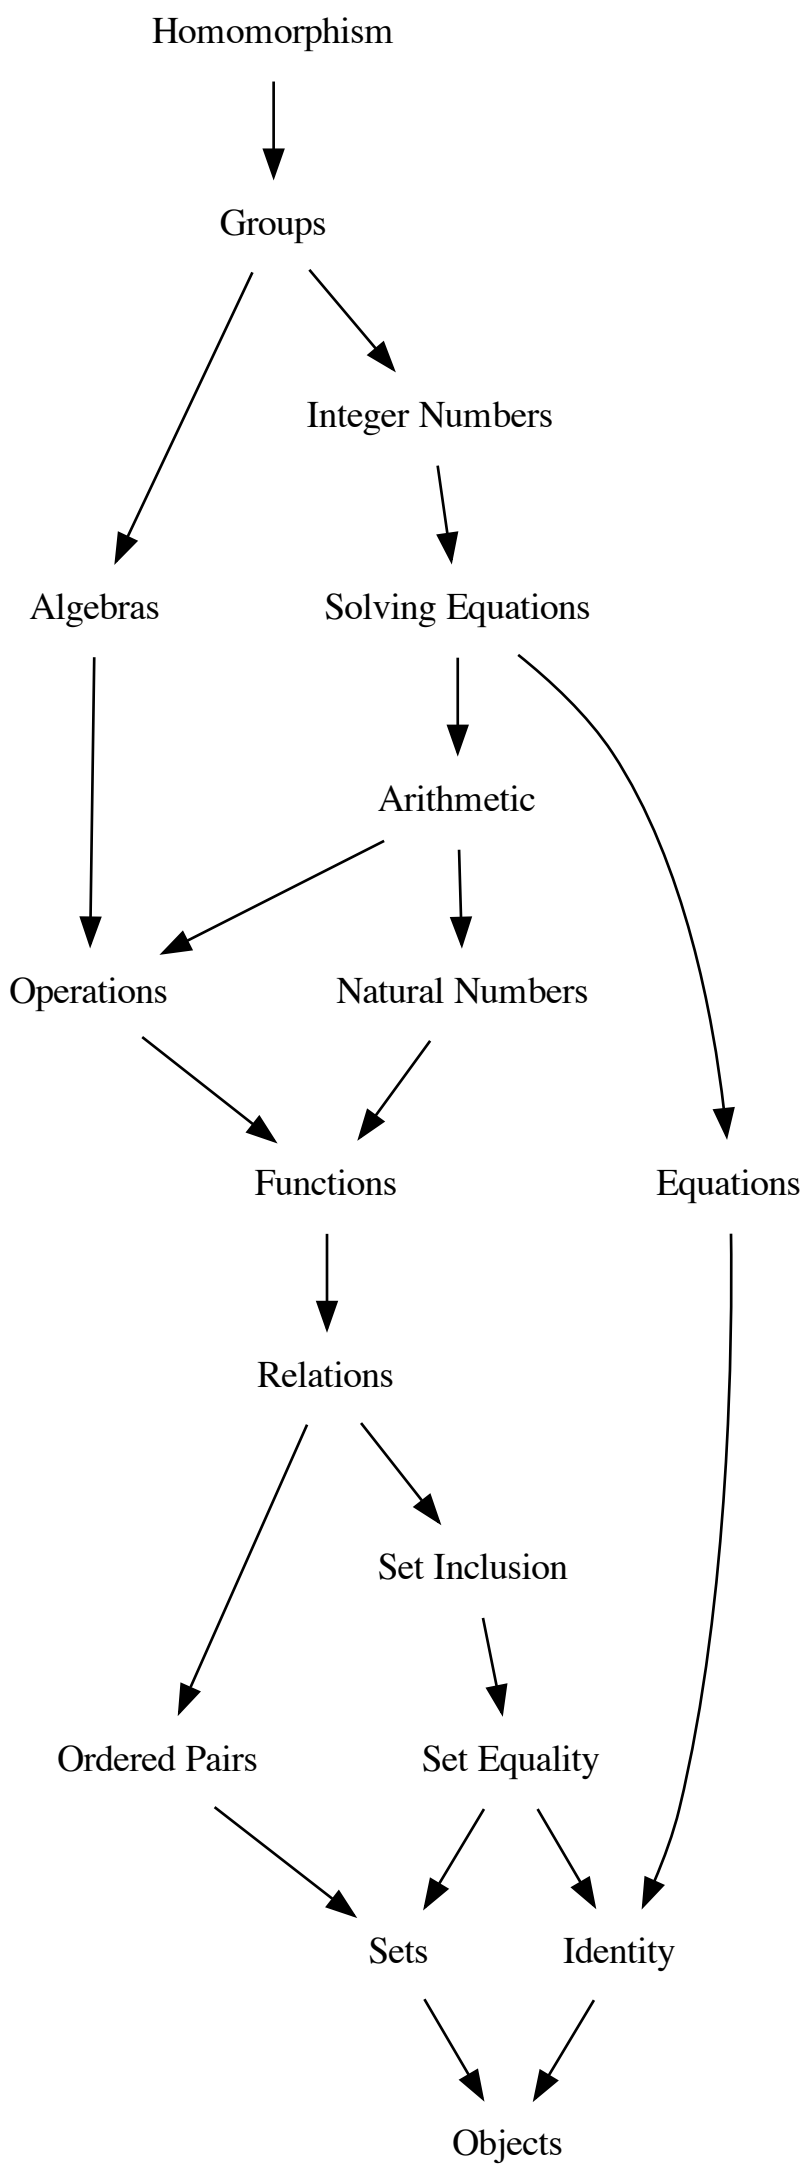 Homomorphism
Groups
Integer Numbers
Algebras
Solving Equations
Arithmetic
Operations
Natural Numbers
Functions
Equations
Relations
Set Inclusion
Ordered Pairs
Set Equality
Sets
Identity
Objects